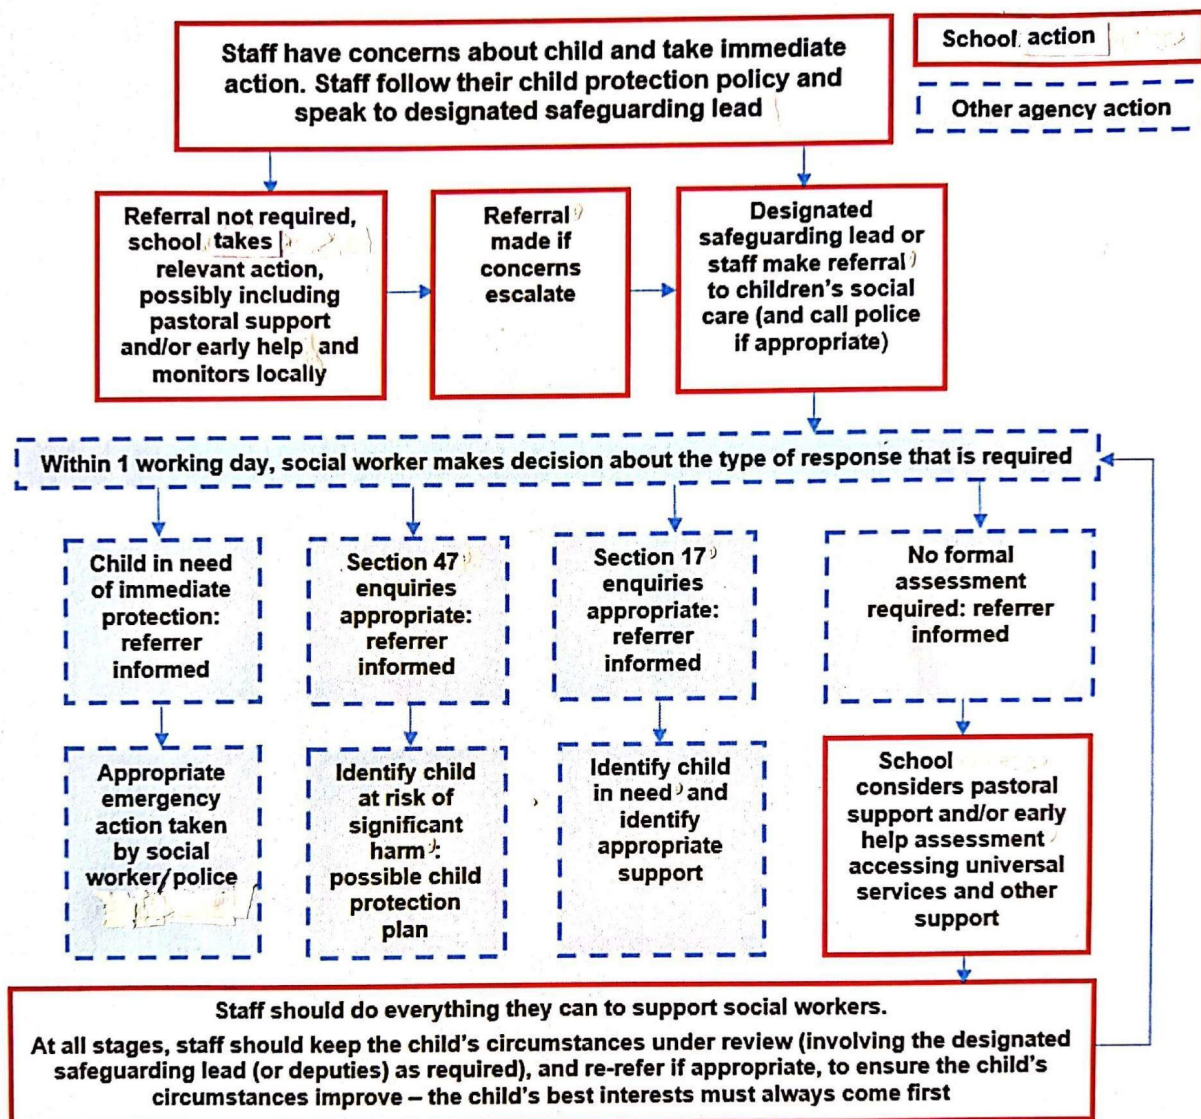 Staff have concerns about child and take immediate
action. Staff follow their child protection policy and
speak to designated safeguarding lead
School action
Other agency action
Referral not required,
school takes
relevant action,
possibly including
pastoral support
and/or early help and
monitors locally
Referral
made if
concerns
escalate
Designated
safeguarding lead or
staff make referral
to children's social
care (and call police
if appropriate)
Within 1 working day, social worker makes decision about the type of response that is required
Child in need
of immediate
protection:
referrer
informed
Section 47
enquiries
appropriate:
referrer
informed
Section 17
enquiries
appropriate:
referrer
informed
No formal
assessment
required: referrer
informed
Appropriate
emergency
action taken
by social
worker/police
Identify child
at risk of
significant
harm:
possible child
protection
plan
Identify child
in need and
identify
appropriate
support
School
considers pastoral
support and/or early
help assessment
accessing universal
services and other
support
Staff should do everything they can to support social workers.
At all stages, staff should keep the child's circumstances under review (involving the designated
safeguarding lead (or deputies) as required), and re-refer if appropriate, to ensure the child's
circumstances improve – the child's best interests must always come first